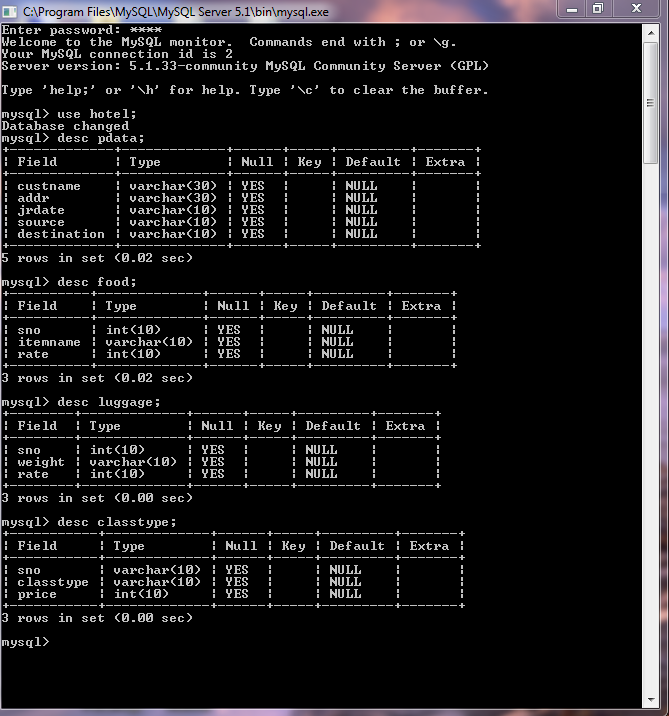 C:\Program Files\MySQL\MySQL Server 5.1\bin\mysql.exe
Enter password: ****
Welcome to the MySQL monitor.  Commands end with ; or \g.
Your MySQL connection id is 2
Server version: 5.1.33-community MySQL Community Server (GPL)
Type 'help;' or '\h' for help. Type '\c' to clear the buffer.
mysql> use hotel;
Database changed
mysql> desc pdata;
+-------------+-------------+------+-----+---------+-------+
| Field       | Type        | Null | Key | Default | Extra |
+-------------+-------------+------+-----+---------+-------+
| custname    | varchar(30) | YES  |     | NULL    |       |
| addr        | varchar(30) | YES  |     | NULL    |       |
| jrdate      | varchar(10) | YES  |     | NULL    |       |
| source      | varchar(10) | YES  |     | NULL    |       |
| destination | varchar(10) | YES  |     | NULL    |       |
+-------------+-------------+------+-----+---------+-------+
5 rows in set (0.02 sec)
mysql> desc food;
+----------+-------------+------+-----+---------+-------+
| Field    | Type        | Null | Key | Default | Extra |
+----------+-------------+------+-----+---------+-------+
| sno      | int(10)     | YES  |     | NULL    |       |
| itemname | varchar(10) | YES  |     | NULL    |       |
| rate     | int(10)     | YES  |     | NULL    |       |
+----------+-------------+------+-----+---------+-------+
3 rows in set (0.02 sec)
mysql> desc luggage;
+--------+-------------+------+-----+---------+-------+
| Field  | Type        | Null | Key | Default | Extra |
+--------+-------------+------+-----+---------+-------+
| sno    | int(10)     | YES  |     | NULL    |       |
| weight | varchar(10) | YES  |     | NULL    |       |
| rate   | int(10)     | YES  |     | NULL    |       |
+--------+-------------+------+-----+---------+-------+
3 rows in set (0.00 sec)
mysql> desc classtype;
+-----------+-------------+------+-----+---------+-------+
| Field     | Type        | Null | Key | Default | Extra |
+-----------+-------------+------+-----+---------+-------+
| sno       | varchar(10) | YES  |     | NULL    |       |
| classtype | varchar(10) | YES  |     | NULL    |       |
| price     | int(10)     | YES  |     | NULL    |       |
+-----------+-------------+------+-----+---------+-------+
3 rows in set (0.00 sec)
mysql>